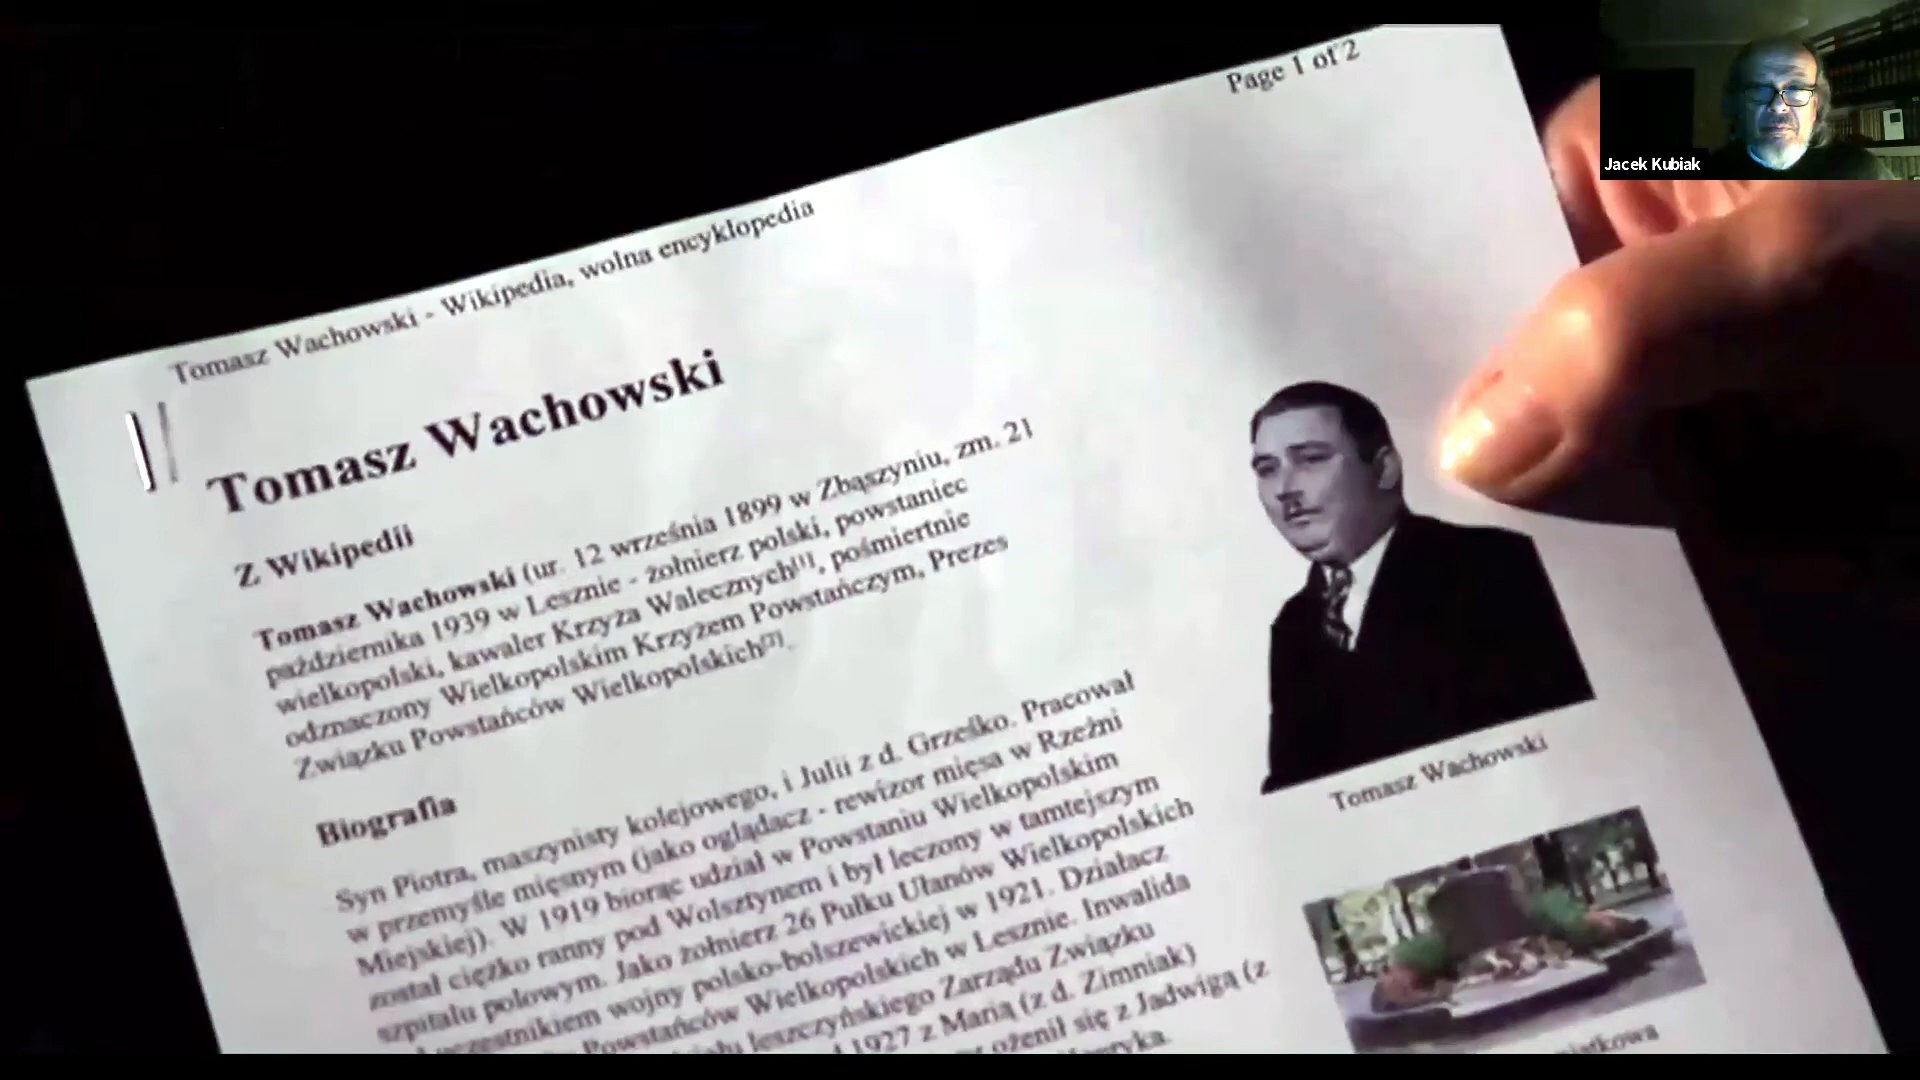 Page 1 of 2
Jacek Kubiak
Tomasz Wachowski - Wikipedia, wolna encyklopedia
Tomasz Wachowski
Z Wikipedii
Tomasz Wachowski (ur. 12 września 1899 w Zbąszyniu, zm. 21
października 1939 w Lesznie - żołnierz polski, powstaniec
wielkopolski, kawaler Krzyża Walecznych[1], pośmiertnie
odznaczony Wielkopolskim Krzyżem Powstańczym, Prezes
Związku Powstańców Wielkopolskich[2].
Biografia
Syn Piotra, maszynisty kolejowego, i Julii z d. Grześko. Pracował
w przemyśle mięsnym (jako oglądacz - rewizor mięsa w Rzeźni
Miejskiej). W 1919 biorąc udział w Powstaniu Wielkopolskim
został ciężko ranny pod Wolsztynem i był leczony w tamtejszym
szpitalu polowym. Jako żołnierz 26 Pułku Ułanów Wielkopolskich
uczestnikiem wojny polsko-bolszewickiej w 1921. Działacz
Powstańców Wielkopolskich w Lesznie. Inwalida
leszczyńskiego Zarządu Związku
1927 z Marią (z d. Zimniak)
ożenił się z Jadwigą (z
Tomasz Wachowski